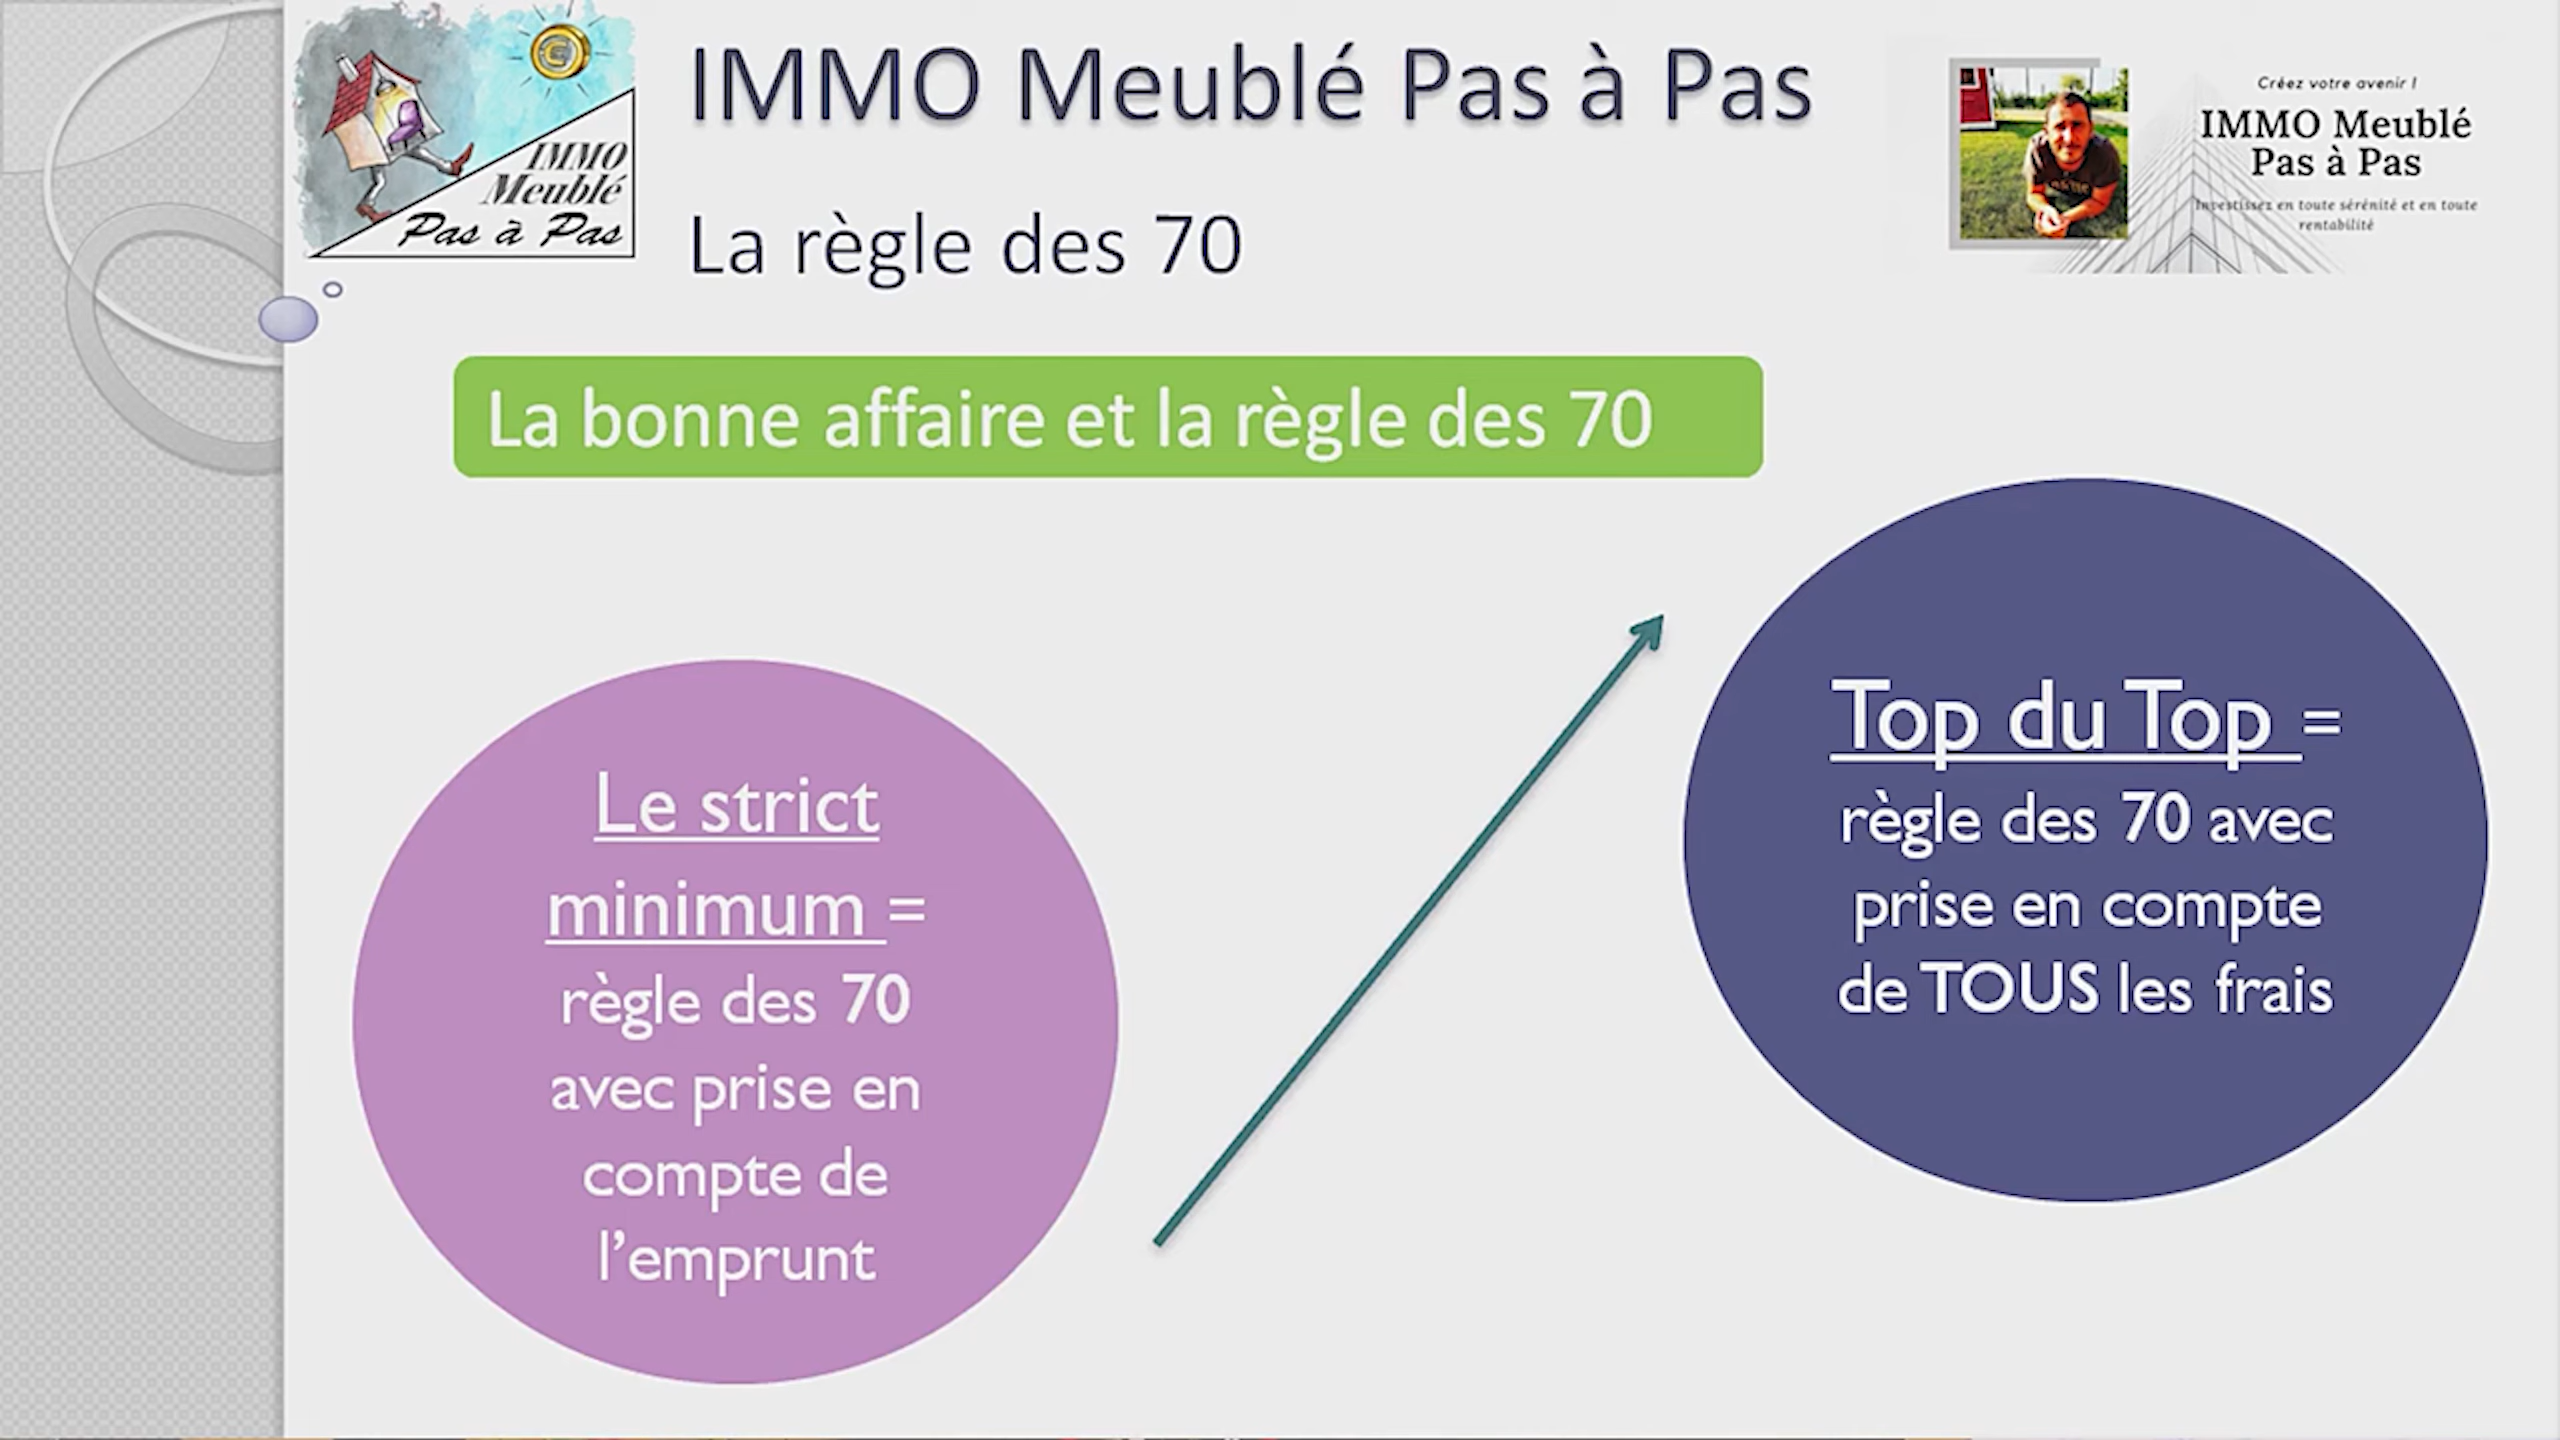 IMMO Meublé Pas à Pas
La règle des 70
IMMO
Meublé
Pas à Pas
Créez votre avenir !
IMMO Meublé
Pas à Pas
Investissez en toute sérénité et en toute
rentabilité
La bonne affaire et la règle des 70
Le strict
minimum =
règle des 70
avec prise en
compte de
l'emprunt
Top du Top =
règle des 70 avec
prise en compte
de TOUS les frais